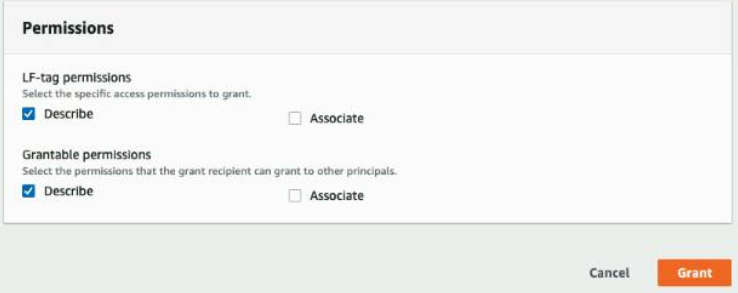 Permissions
LF-tag permissions
Select the specific access permissions to grant.
Describe
Associate
Grantable permissions
Select the permissions that the grant recipient can grant to other principals.
Describe
Associate
Cancel
Grant